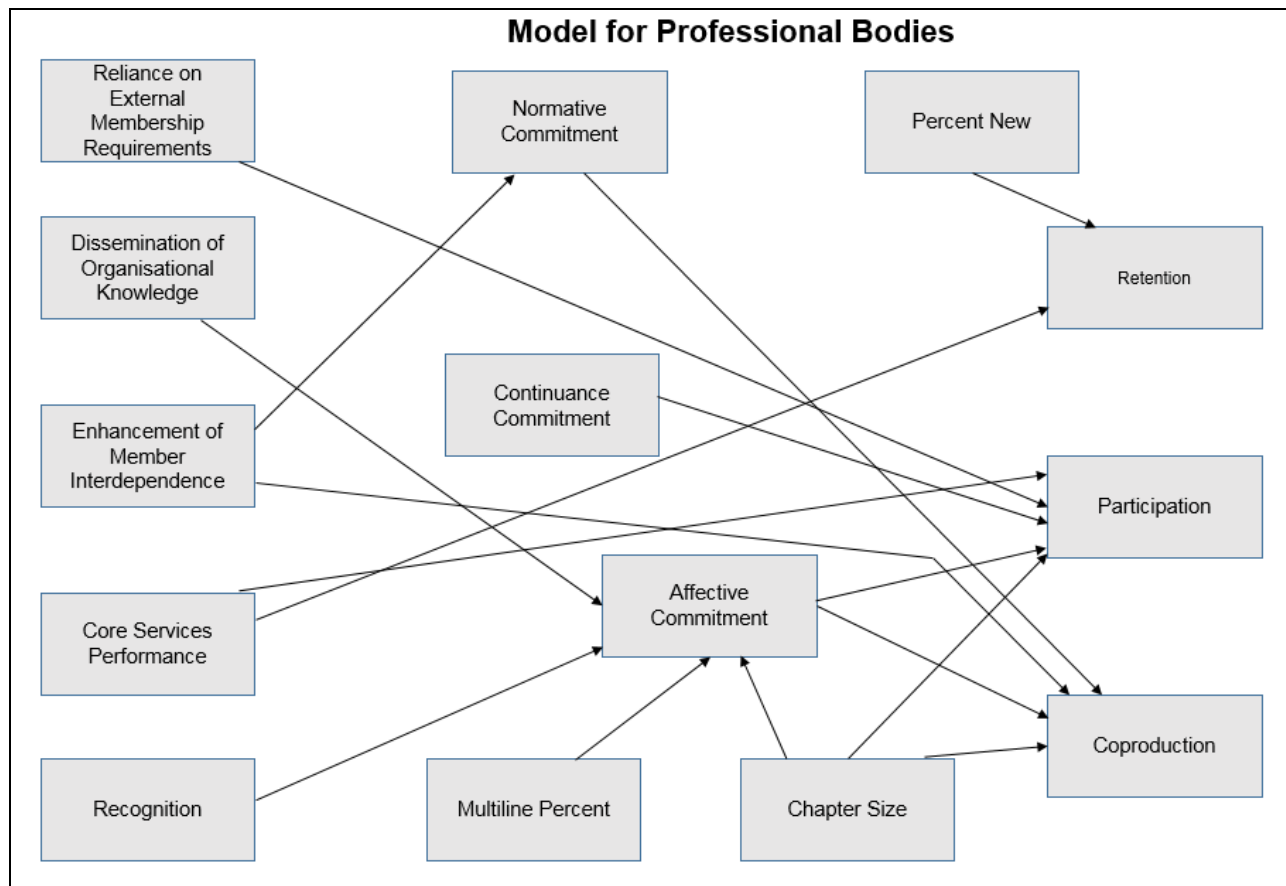 Model for Professional Bodies
Reliance on
External
Membership
Requirements
Normative
Commitment
Percent New
Dissemination of
Organisational
Knowledge
Retention
Continuance
Commitment
Enhancement of
Member
Interdependence
Participation
Affective
Commitment
Core Services
Performance
Coproduction
Recognition
Multiline Percent
Chapter Size